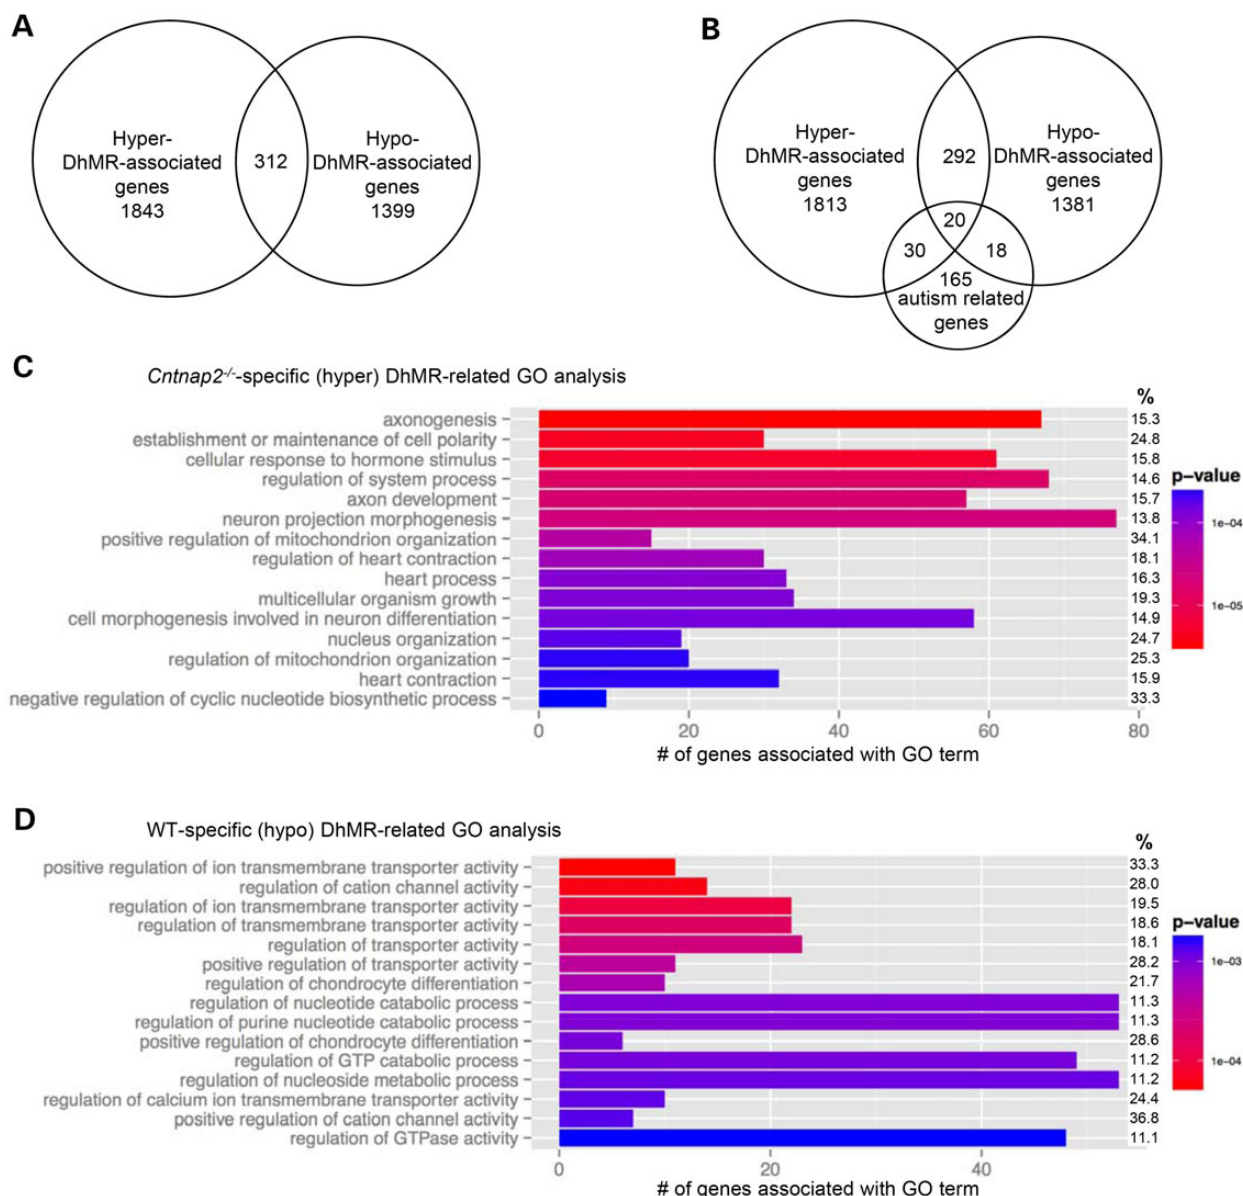 A
Hyper-
DhMR-associated
genes
1843
312
Hypo-
DhMR-associated
genes
1399
B
Hyper-
DhMR-associated
genes
1813
292
Hypo-
DhMR-associated
genes
1381
20
30
18
165
autism related
genes
C
Cntnap2-/--specific (hyper) DhMR-related GO analysis
%
axonogenesis 15.3
establishment or maintenance of cell polarity 24.8
cellular response to hormone stimulus 15.8
regulation of system process 14.6
axon development 15.7
neuron projection morphogenesis 13.8
positive regulation of mitochondrion organization 34.1
regulation of heart contraction 18.1
heart process 16.3
multicellular organism growth 19.3
cell morphogenesis involved in neuron differentiation 14.9
nucleus organization 24.7
regulation of mitochondrion organization 25.3
heart contraction 15.9
negative regulation of cyclic nucleotide biosynthetic process 33.3
0 20 40 60 80
# of genes associated with GO term
p-value
1e-04
1e-05
D
WT-specific (hypo) DhMR-related GO analysis
%
positive regulation of ion transmembrane transporter activity 33.3
regulation of cation channel activity 28.0
regulation of ion transmembrane transporter activity 19.5
regulation of transmembrane transporter activity 18.6
regulation of transporter activity 18.1
positive regulation of transporter activity 28.2
regulation of chondrocyte differentiation 21.7
regulation of nucleotide catabolic process 11.3
regulation of purine nucleotide catabolic process 11.3
positive regulation of chondrocyte differentiation 28.6
regulation of GTP catabolic process 11.2
regulation of nucleoside metabolic process 11.2
regulation of calcium ion transmembrane transporter activity 24.4
positive regulation of cation channel activity 36.8
regulation of GTPase activity 11.1
0 20 40
# of genes associated with GO term
p-value
1e-03
1e-04